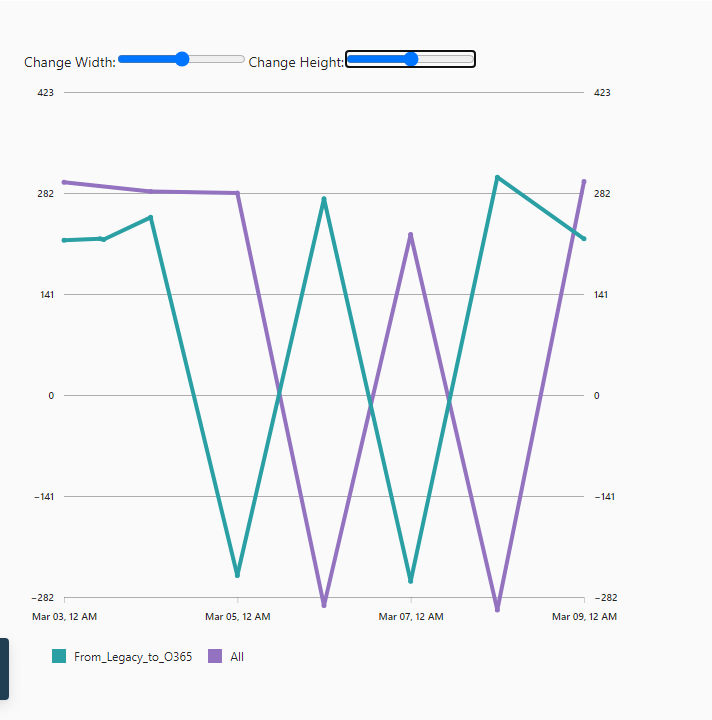 Change Width: Change Height:
423 423
282 282
141 141
0 0
−141 −141
−282 −282
Mar 03, 12 AM Mar 05, 12 AM Mar 07, 12 AM Mar 09, 12 AM
From_Legacy_to_O365 All